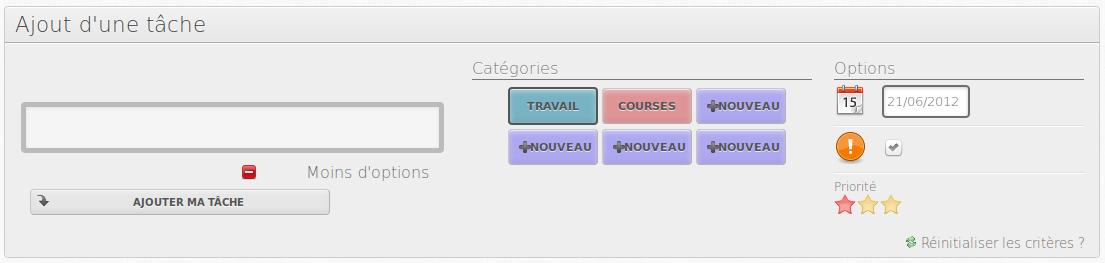 Ajout d'une tâche
Moins d'options
AJOUTER MA TÂCHE
Catégories
TRAVAIL COURSES NOUVEAU
NOUVEAU NOUVEAU NOUVEAU
Options
15 21/06/2012
!
Priorité
Réinitialiser les critères ?